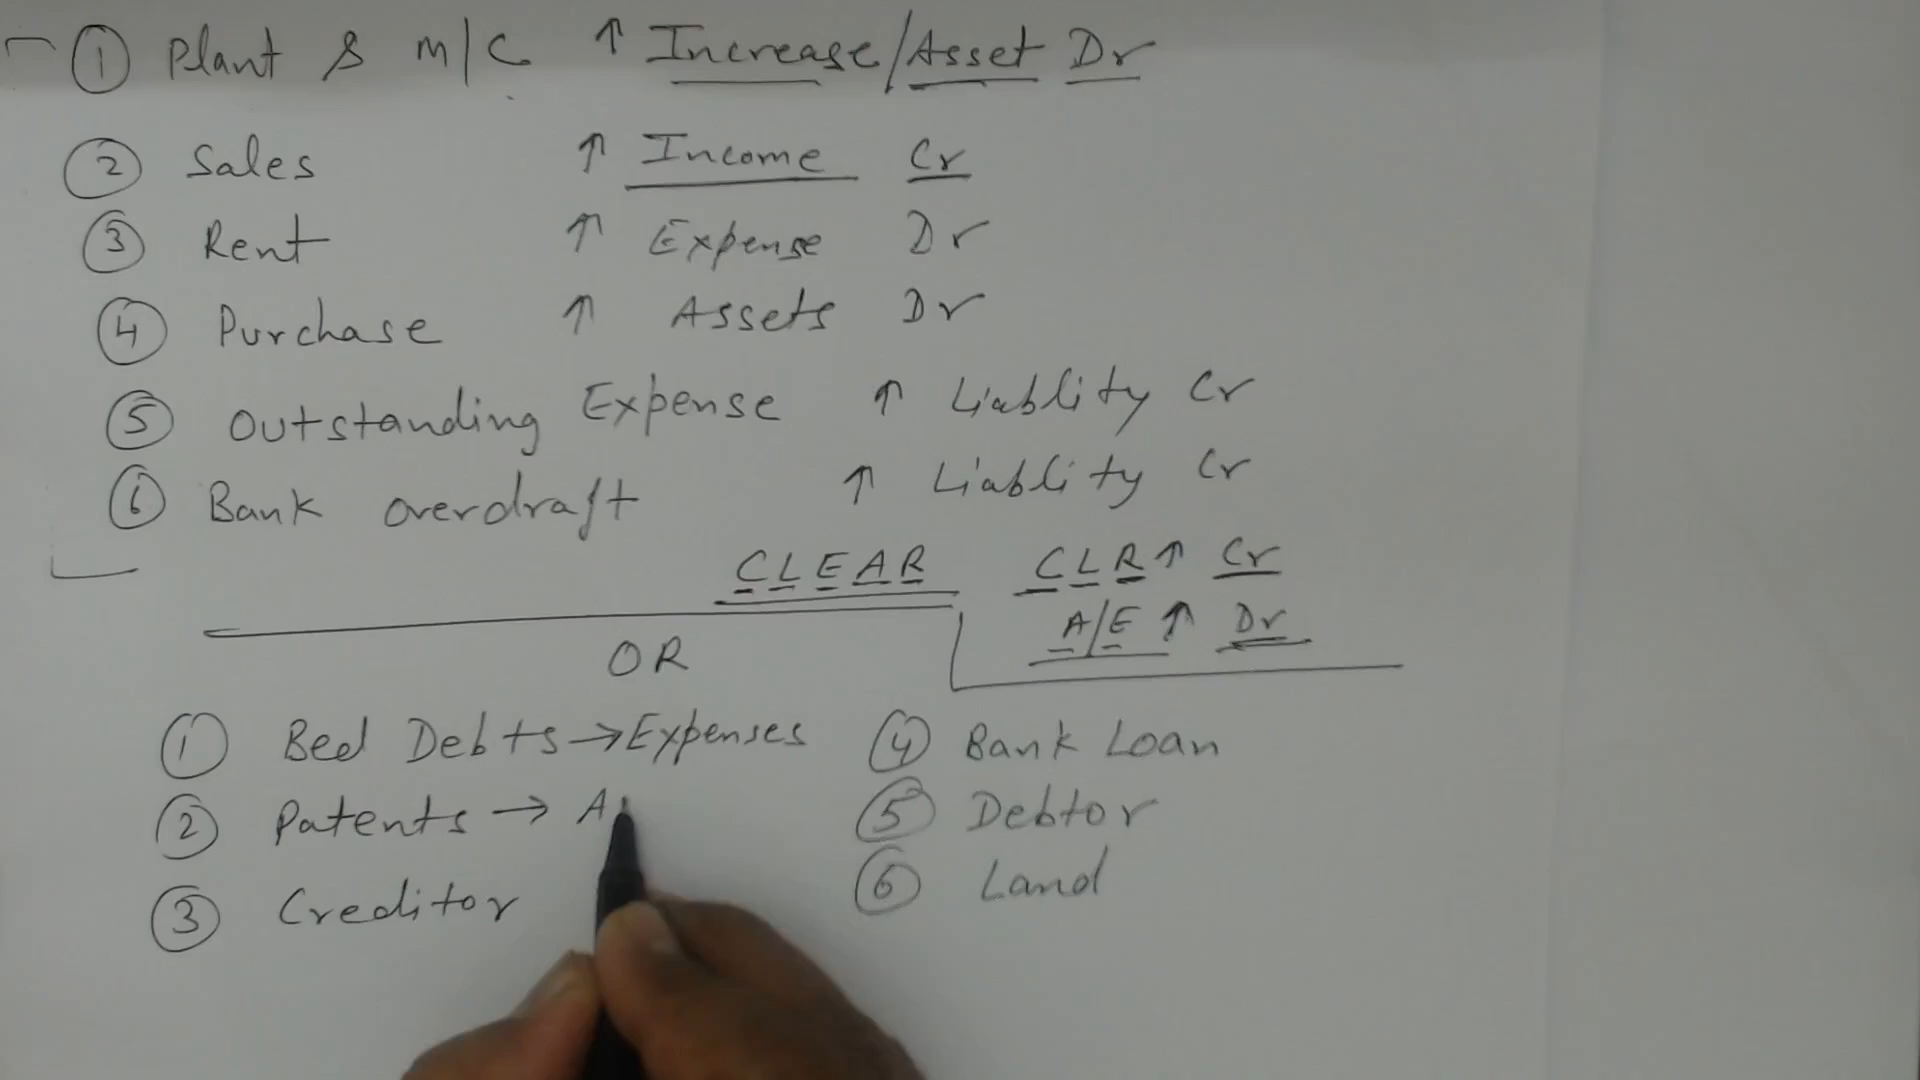 ① Plant & M/C ↑ Increase/Asset Dr
② Sales ↑ Income Cr
③ Rent ↑ Expense Dr
④ Purchase ↑ Assets Dr
⑤ Outstanding Expense ↑ Liablity Cr
⑥ Bank overdraft ↑ Liablity Cr
CLEAR CLR ↑ Cr
A/E ↑ Dr
OR
① Bed Debts → Expenses
② Patents → A
③ Creditor
④ Bank Loan
⑤ Debtor
⑥ Land